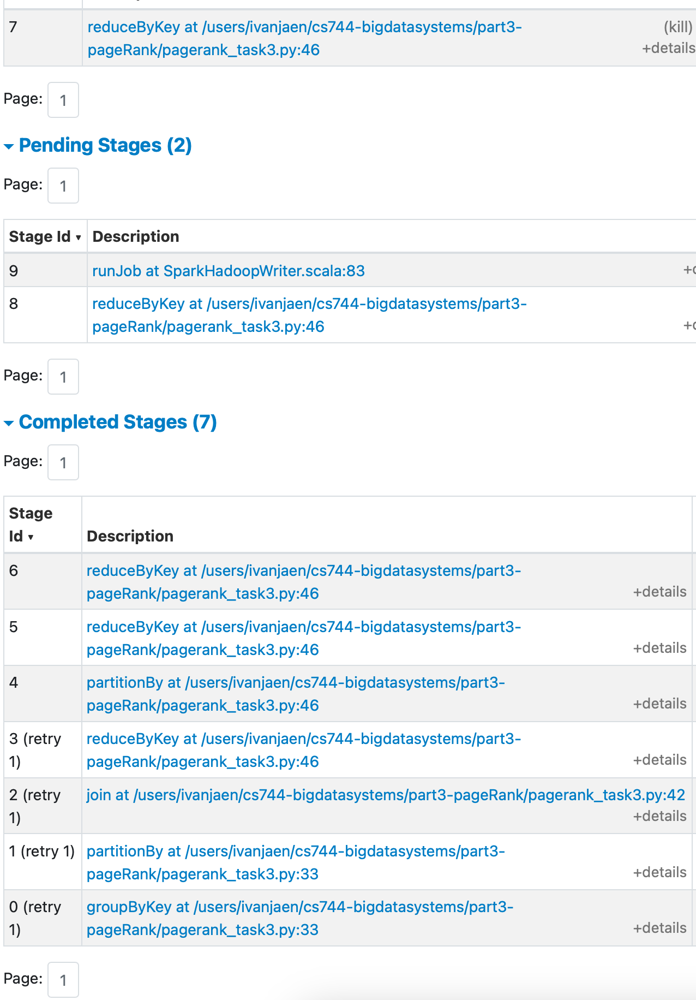 7
reduceByKey at /users/ivanjaen/cs744-bigdatasystems/part3-
pageRank/pagerank_task3.py:46
(kill)
+details
Page: 1
Pending Stages (2)
Page: 1
Stage Id ▾ Description
9 runJob at SparkHadoopWriter.scala:83
8 reduceByKey at /users/ivanjaen/cs744-bigdatasystems/part3-
pageRank/pagerank_task3.py:46
Page: 1
Completed Stages (7)
Page: 1
Stage
Id ▾ Description
6 reduceByKey at /users/ivanjaen/cs744-bigdatasystems/part3-
pageRank/pagerank_task3.py:46 +details
5 reduceByKey at /users/ivanjaen/cs744-bigdatasystems/part3-
pageRank/pagerank_task3.py:46 +details
4 partitionBy at /users/ivanjaen/cs744-bigdatasystems/part3-
pageRank/pagerank_task3.py:46 +details
3 (retry reduceByKey at /users/ivanjaen/cs744-bigdatasystems/part3-
1) pageRank/pagerank_task3.py:46 +details
2 (retry join at /users/ivanjaen/cs744-bigdatasystems/part3-pageRank/pagerank_task3.py:42
1) +details
1 (retry 1) partitionBy at /users/ivanjaen/cs744-bigdatasystems/part3-
pageRank/pagerank_task3.py:33 +details
0 (retry groupByKey at /users/ivanjaen/cs744-bigdatasystems/part3-
1) pageRank/pagerank_task3.py:33 +details
Page: 1